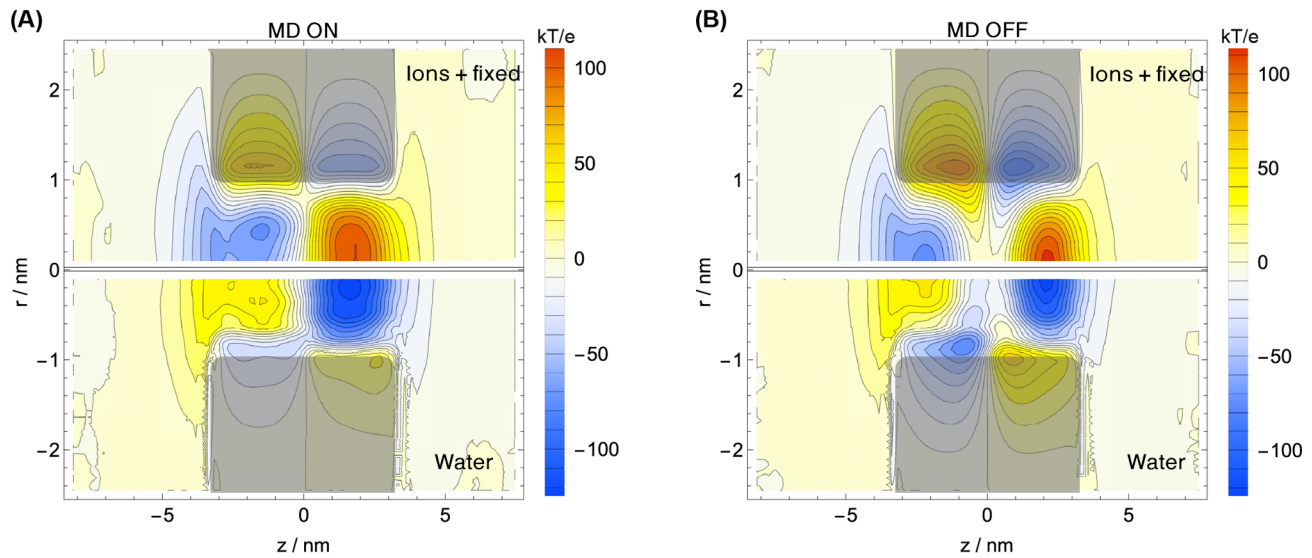 (A)
MD ON
kT/e
Ions + fixed
2
1
0
−1
−2
r / nm
Water
−5
0
5
z / nm
100
50
0
−50
−100
(B)
MD OFF
kT/e
Ions + fixed
2
1
0
−1
−2
r / nm
Water
−5
0
5
z / nm
100
50
0
−50
−100